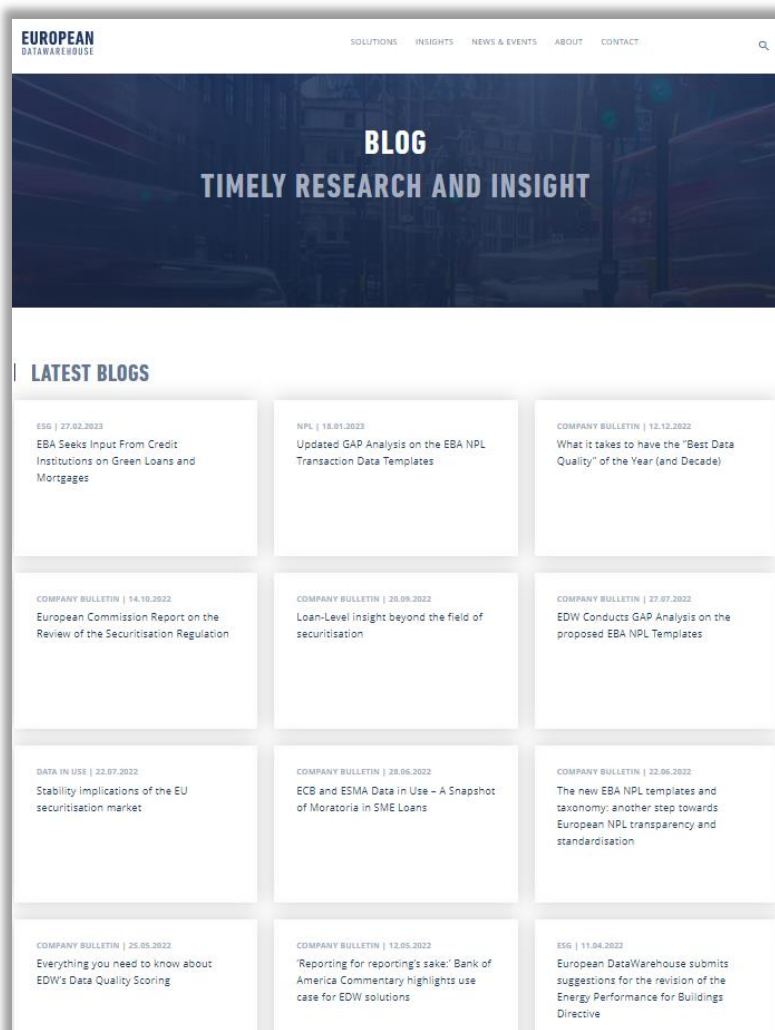 EUROPEAN
DATAWAREHOUSE
SOLUTIONS INSIGHTS NEWS & EVENTS ABOUT CONTACT
BLOG
TIMELY RESEARCH AND INSIGHT
LATEST BLOGS
ESG | 27.02.2023
EBA Seeks Input From Credit
Institutions on Green Loans and
Mortgages
NPL | 18.01.2023
Updated GAP Analysis on the EBA NPL
Transaction Data Templates
COMPANY BULLETIN | 12.12.2022
What it takes to have the “Best Data
Quality” of the Year (and Decade)
COMPANY BULLETIN | 14.10.2022
European Commission Report on the
Review of the Securitisation Regulation
COMPANY BULLETIN | 20.09.2022
Loan-Level insight beyond the field of
securitisation
COMPANY BULLETIN | 27.07.2022
EDW Conducts GAP Analysis on the
proposed EBA NPL Templates
DATA IN USE | 22.07.2022
Stability implications of the EU
securitisation market
COMPANY BULLETIN | 28.06.2022
ECB and ESMA Data in Use – A Snapshot
of Moratoria in SME Loans
COMPANY BULLETIN | 22.06.2022
The new EBA NPL templates and
taxonomy: another step towards
European NPL transparency and
standardisation
COMPANY BULLETIN | 25.05.2022
Everything you need to know about
EDW’s Data Quality Scoring
COMPANY BULLETIN | 12.05.2022
‘Reporting for reporting’s sake:’ Bank of
America Commentary highlights use
case for EDW solutions
ESG | 11.04.2022
European DataWarehouse submits
suggestions for the revision of the
Energy Performance for Buildings
Directive